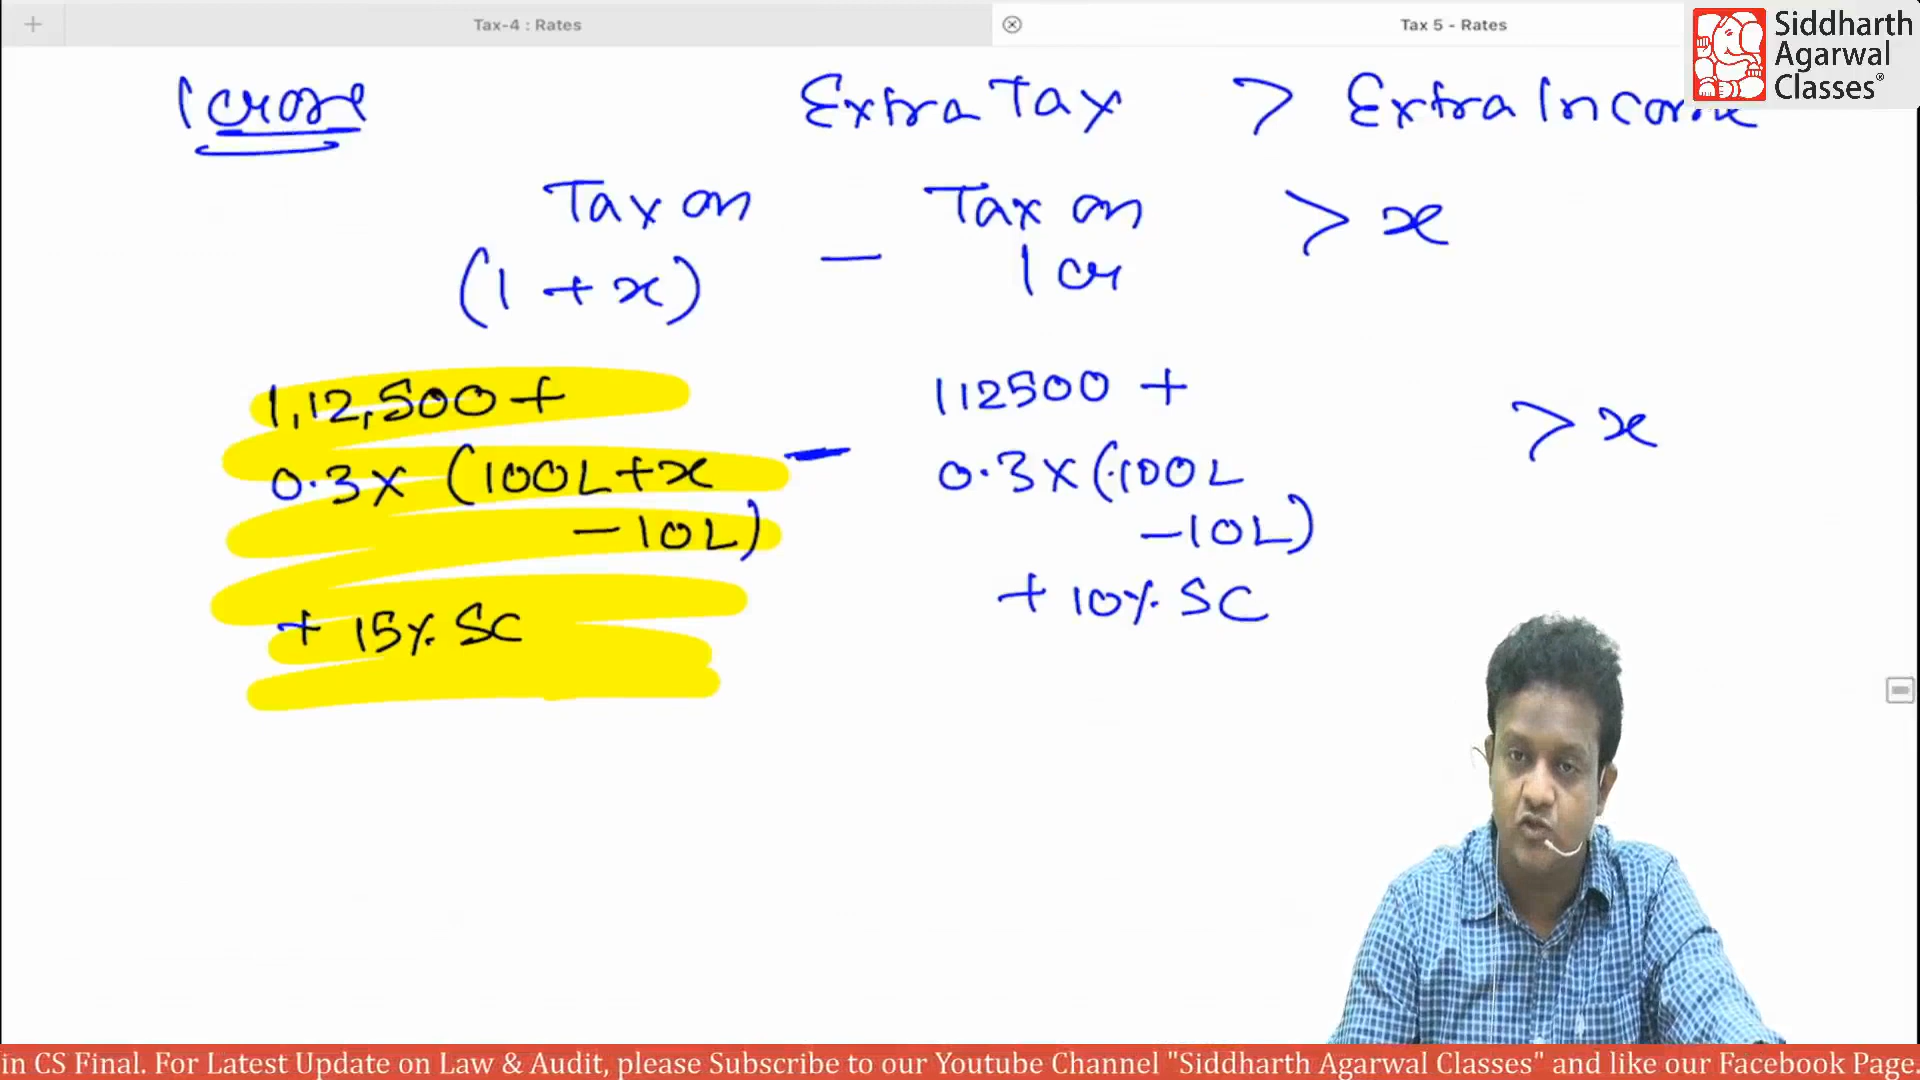 Tax-4 : Rates
Tax 5 - Rates
Siddharth
Agarwal
Classes®
1 crore Extra Tax > Extra Income
Tax on Tax on > x
(1 + x) — 1 cr
1,12,500 + 112500 +
0.3x (100L + x — 0.3x (100L > x
- 10L) - 10L)
+ 15% SC + 10% SC
in CS Final. For Latest Update on Law & Audit, please Subscribe to our Youtube Channel "Siddharth Agarwal Classes" and like our Facebook Page.